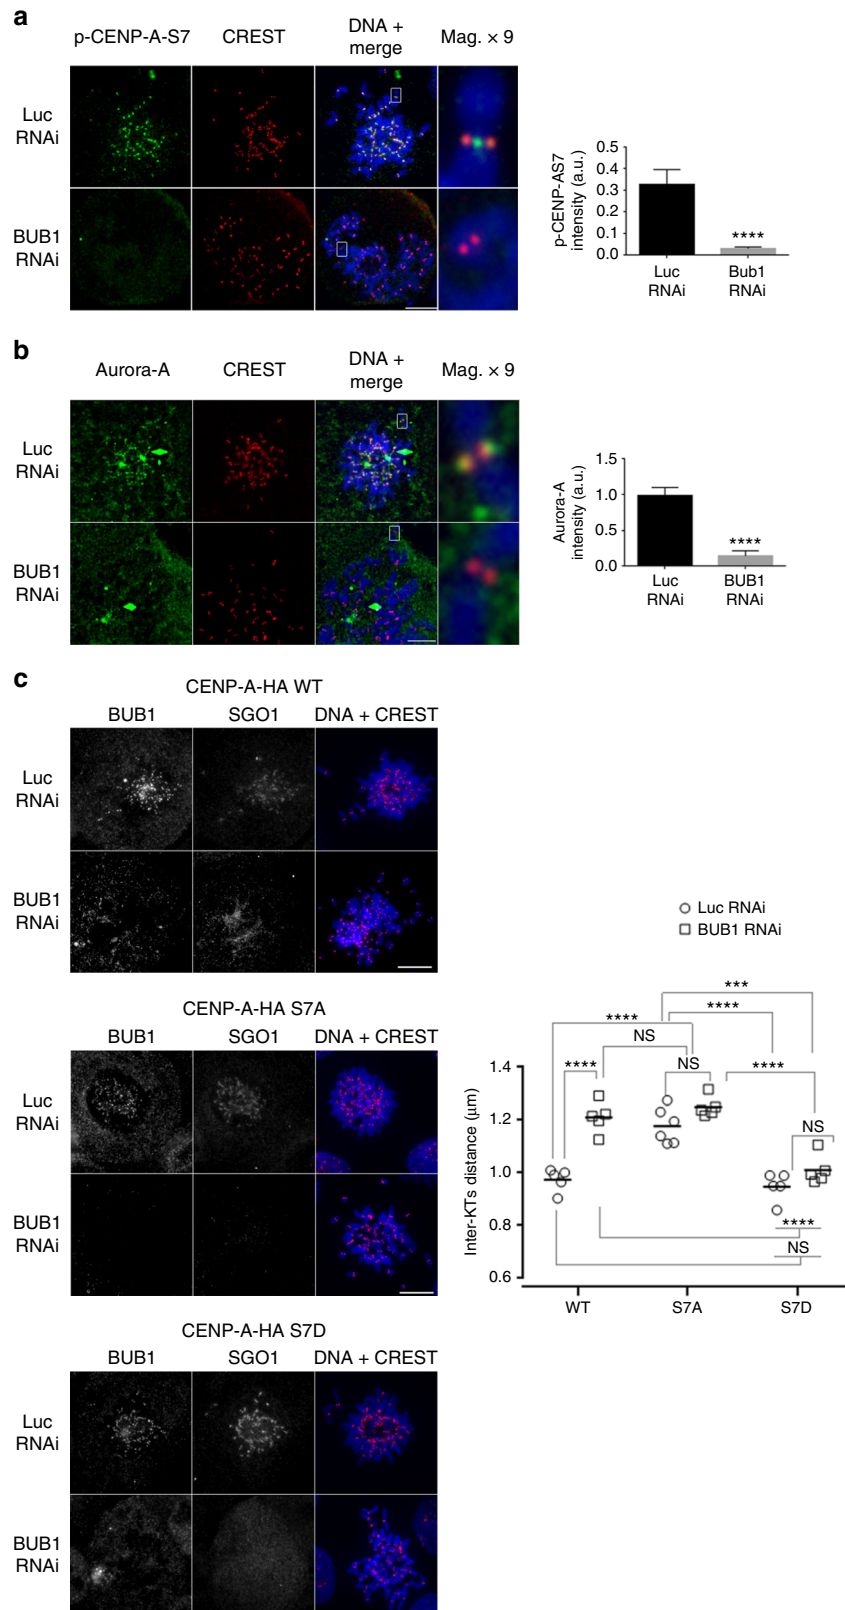 a
p-CENP-A-S7
CREST
DNA +
merge
Mag. × 9
Luc
RNAi
BUB1
RNAi
p-CENP-AS7
intensity (a.u.)
0.5
0.4
0.3
0.2
0.1
0.0
****
Luc
RNAi
Bub1
RNAi
b
Aurora-A
CREST
DNA +
merge
Mag. × 9
Luc
RNAi
BUB1
RNAi
Aurora-A
intensity (a.u.)
1.5
1.0
0.5
0.0
****
Luc
RNAi
BUB1
RNAi
c
CENP-A-HA WT
BUB1
SGO1
DNA + CREST
Luc
RNAi
BUB1
RNAi
CENP-A-HA S7A
BUB1
SGO1
DNA + CREST
Luc
RNAi
BUB1
RNAi
CENP-A-HA S7D
BUB1
SGO1
DNA + CREST
Luc
RNAi
BUB1
RNAi
Luc RNAi
BUB1 RNAi
Inter-KTs distance (µm)
1.4
1.2
1.0
0.8
0.6
***
****
****
NS
****
NS
****
NS
****
NS
WT
S7A
S7D